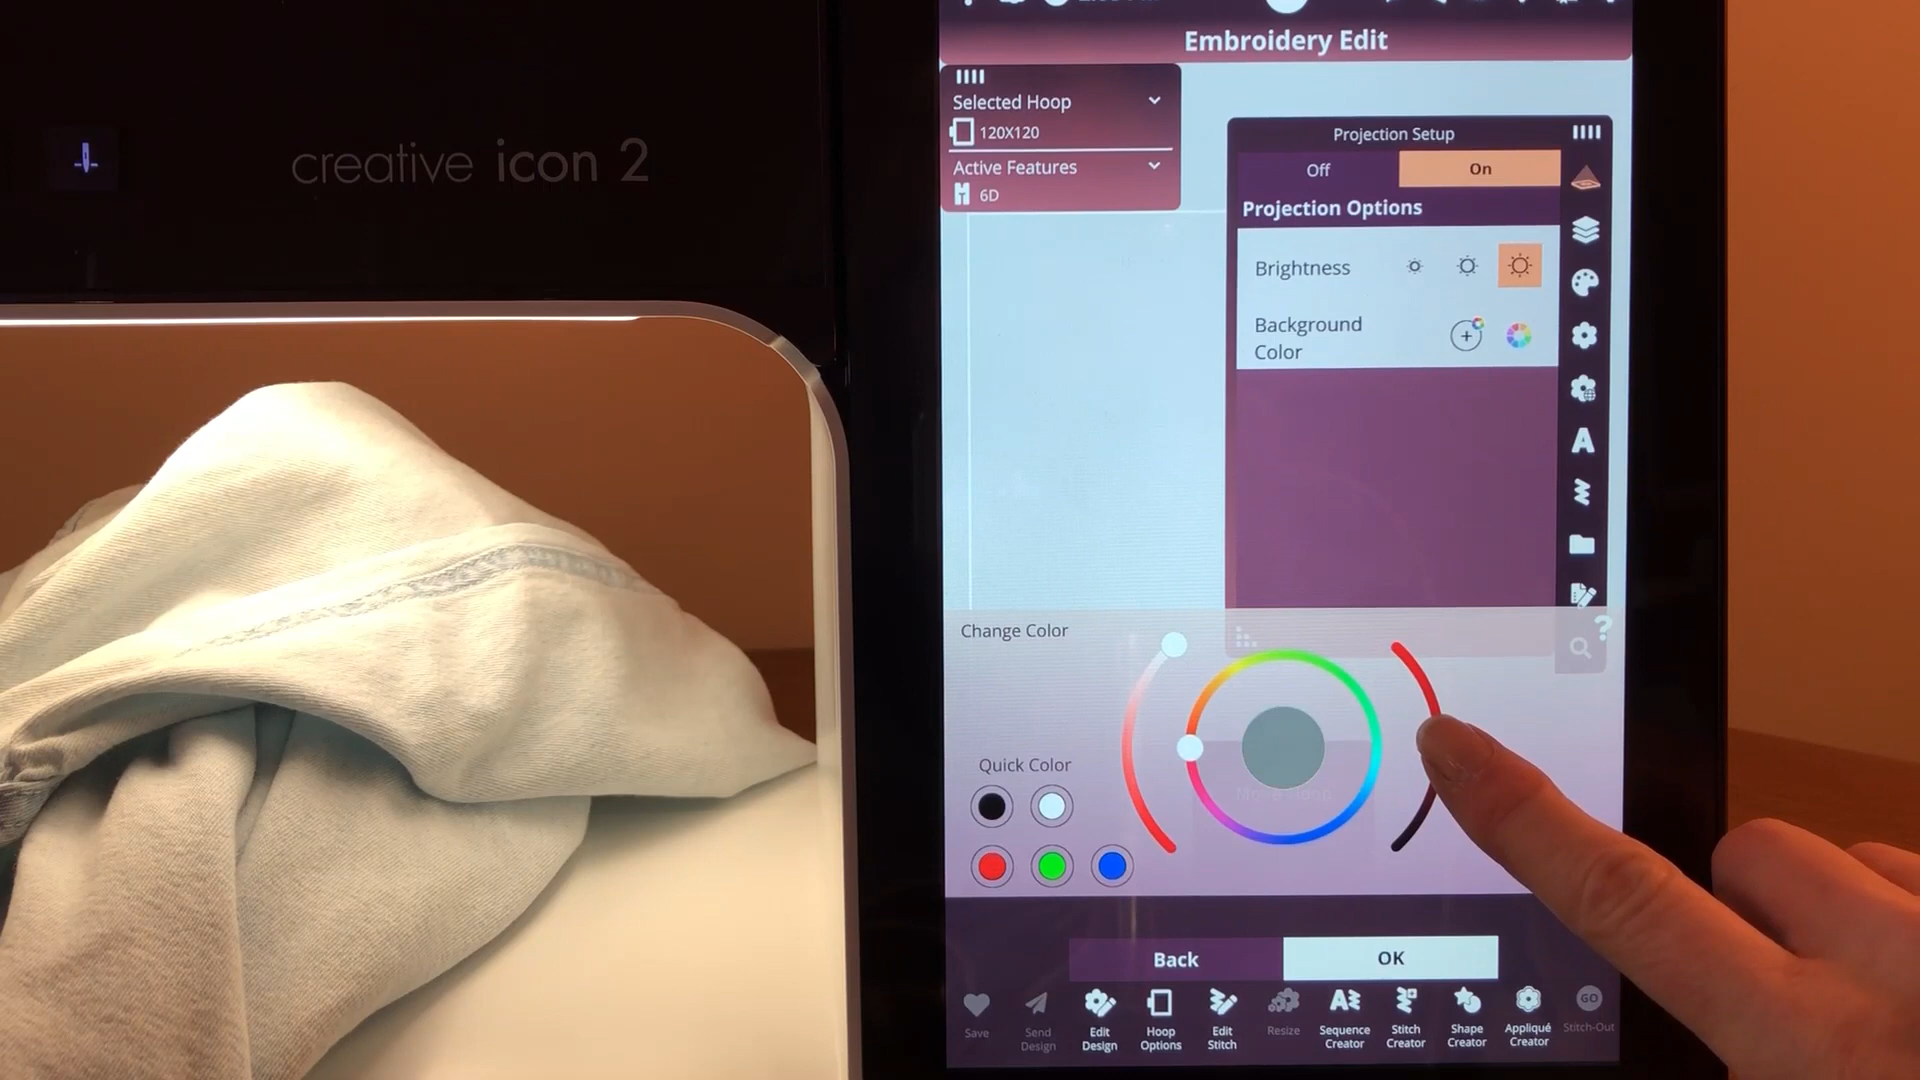 creative icon 2
Embroidery Edit
Selected Hoop
120X120
Active Features
6D
Projection Setup
Off On
Projection Options
Brightness
Background
Color
Change Color
Quick Color
Back OK
Save
Send
Design
Edit
Design
Hoop
Options
Edit
Stitch
Resize
Sequence
Creator
Stitch
Creator
Shape
Creator
Appliqué
Creator
GO
Stitch-Out